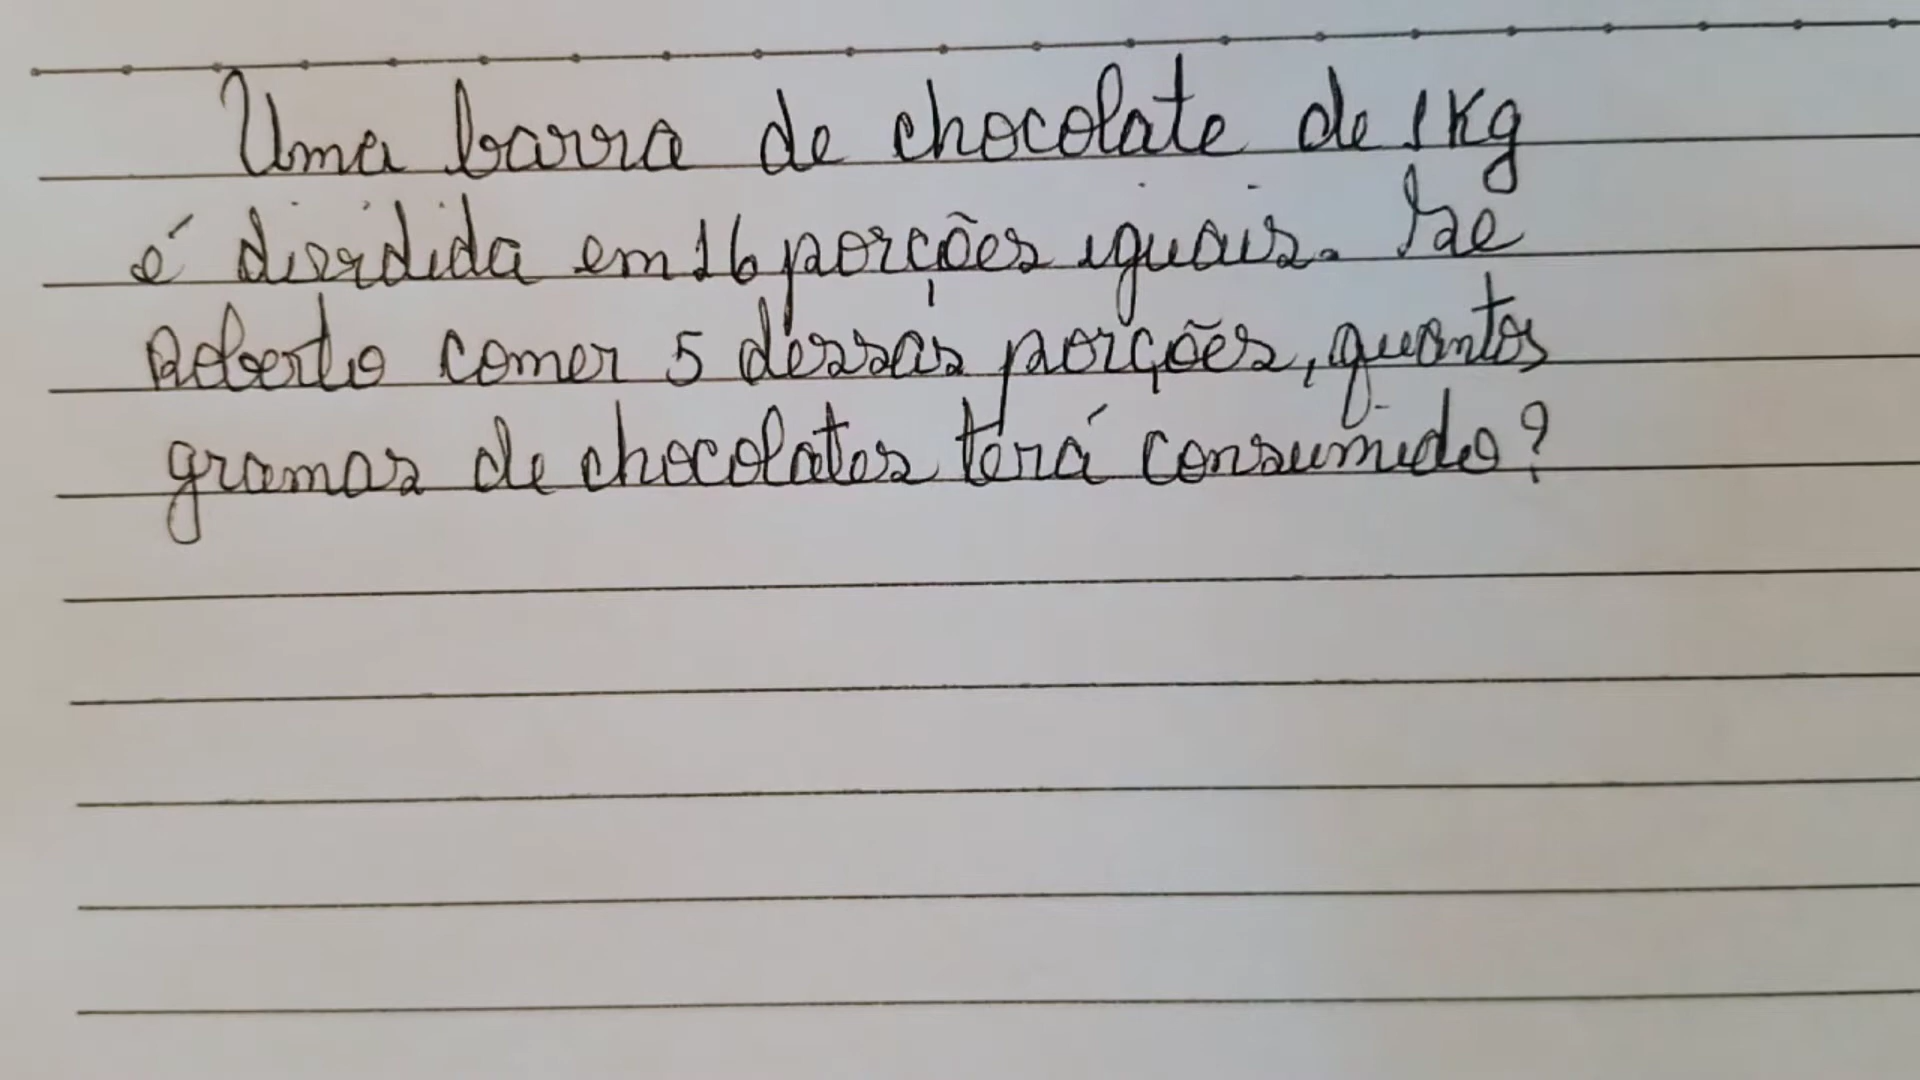 Uma barra de chocolate de 1Kg
é dividida em 16 porções iguais. Se
Roberto comer 5 dessas porções, quantos
gramas de chocolates terá consumido?